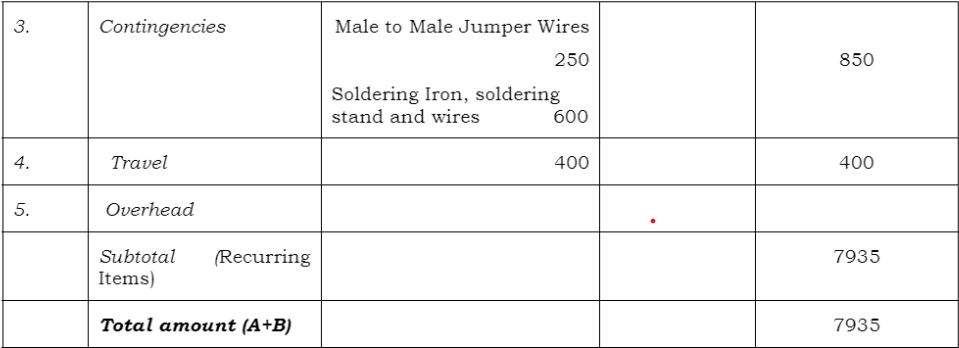 3. Contingencies Male to Male Jumper Wires
250 850
Soldering Iron, soldering
stand and wires 600
4. Travel 400 400
5. Overhead
Subtotal (Recurring 7935
Items)
Total amount (A+B) 7935